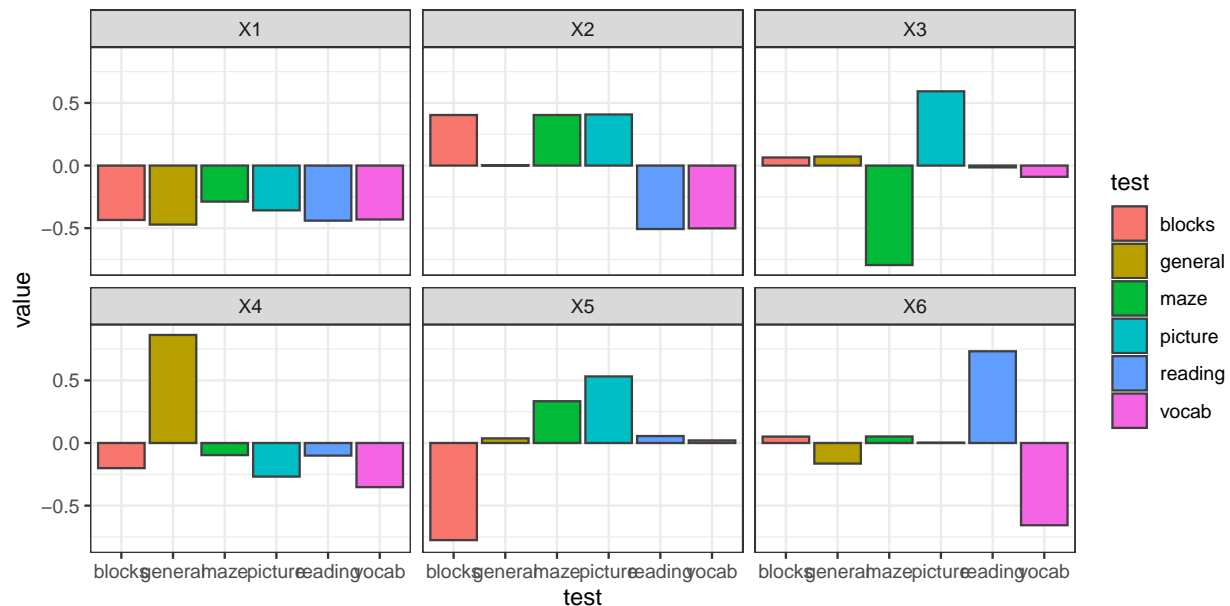 X1
X2
X3
0.5
0.0
−0.5
X4
X5
X6
0.5
0.0
−0.5
blocks general maze picture reading vocab
blocks general maze picture reading vocab
blocks general maze picture reading vocab
test
value
test
blocks
general
maze
picture
reading
vocab